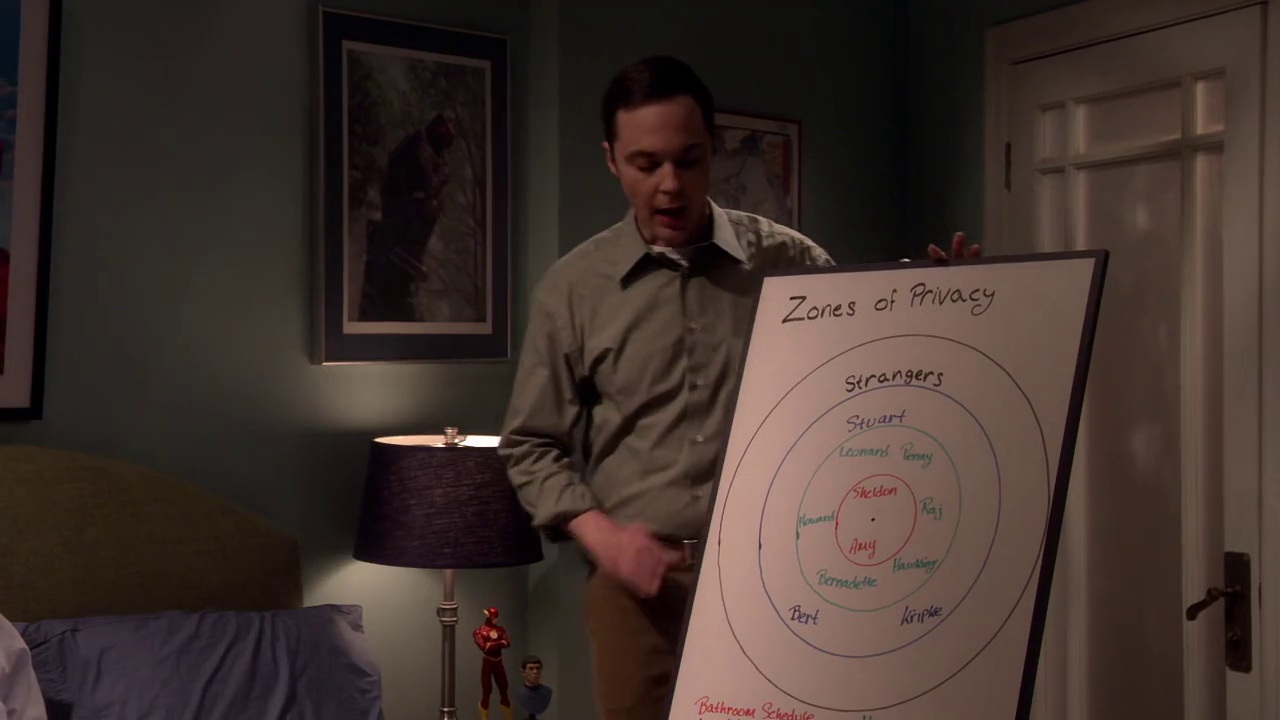 Zones of Privacy
Strangers
Stuart
Leonard Penny
Sheldon
Howard Raj
Amy
Hawking
Bernadette
Bert Kripke
Bathroom Schedule